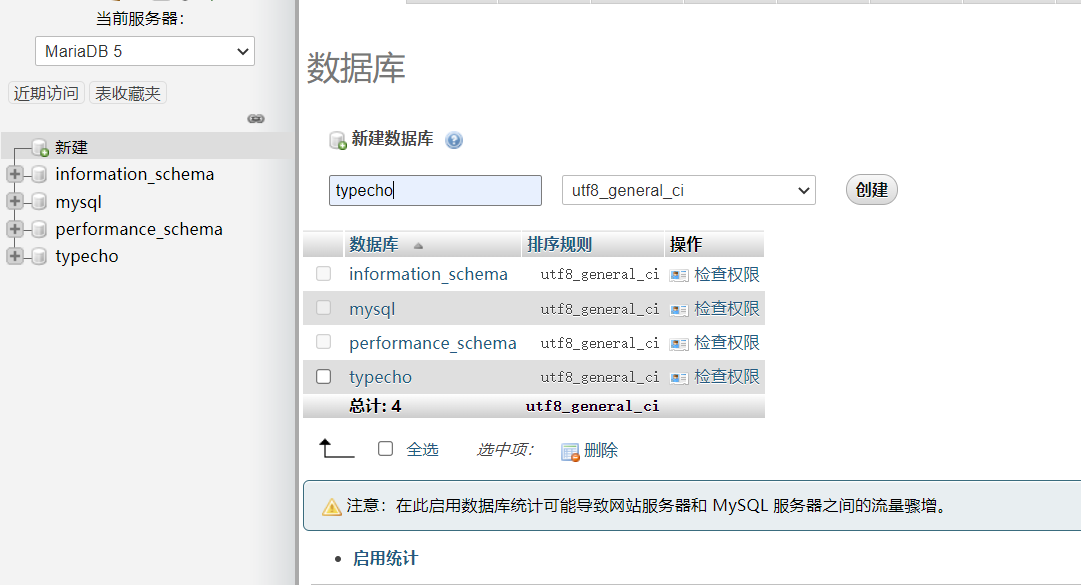 当前服务器：
MariaDB 5
近期访问 表收藏夹
新建
information_schema
mysql
performance_schema
typecho
数据库
新建数据库
typecho utf8_general_ci 创建
数据库 排序规则 操作
information_schema utf8_general_ci 检查权限
mysql utf8_general_ci 检查权限
performance_schema utf8_general_ci 检查权限
typecho utf8_general_ci 检查权限
总计: 4 utf8_general_ci
全选 选中项： 删除
注意：在此启用数据库统计可能导致网站服务器和 MySQL 服务器之间的流量骤增。
启用统计